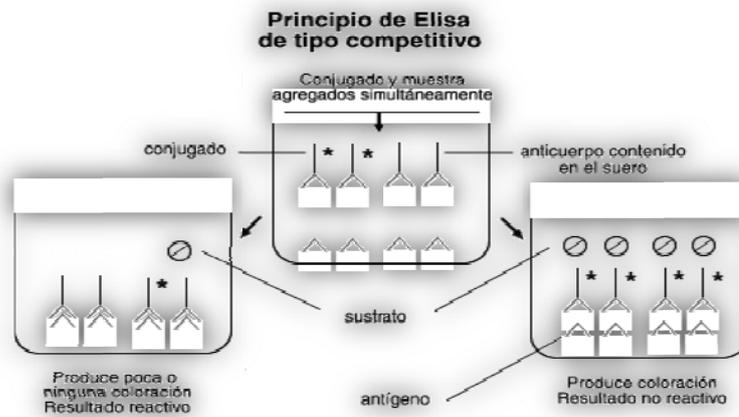 Principio de Elisa
de tipo competitivo
Conjugado y muestra
agregados simultáneamente
conjugado
anticuerpo contenido
en el suero
sustrato
Produce poca o
ninguna coloración
Resultado reactivo
antígeno
Produce coloración
Resultado no reactivo